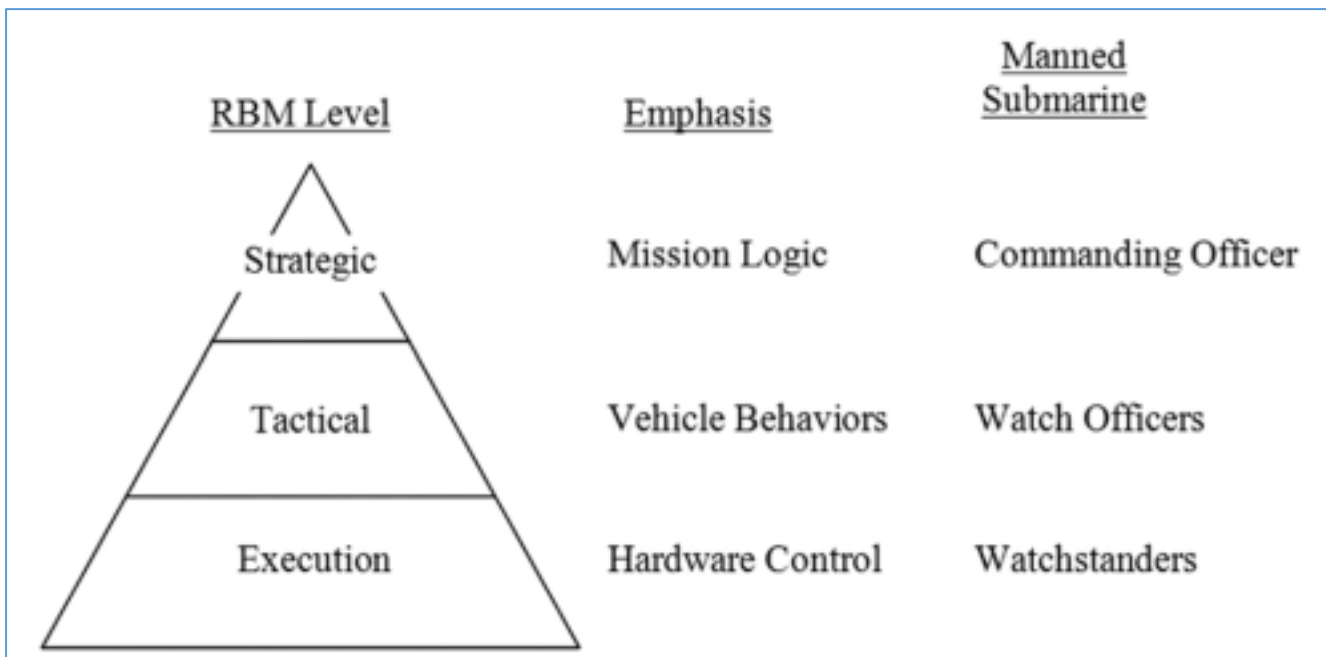 RBM Level
Emphasis
Manned
Submarine
Strategic
Mission Logic
Commanding Officer
Tactical
Vehicle Behaviors
Watch Officers
Execution
Hardware Control
Watchstanders